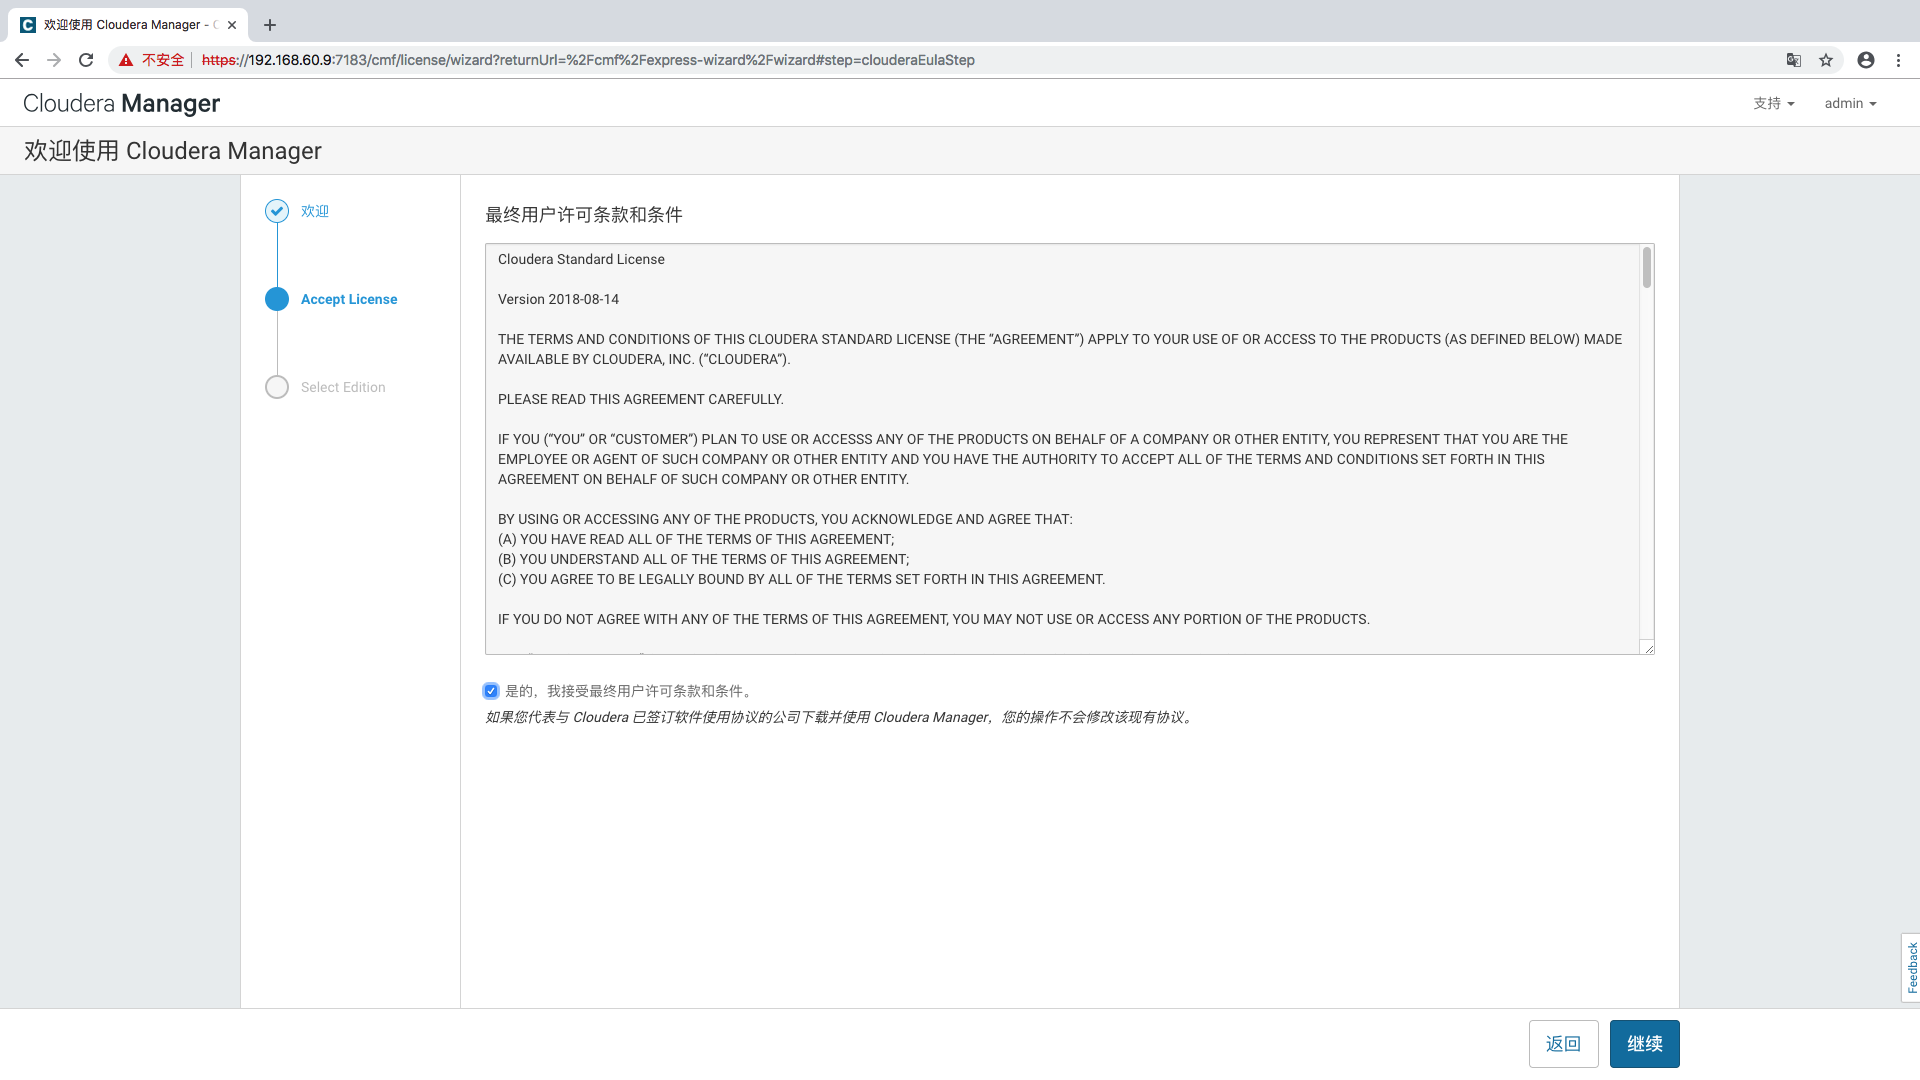 欢迎使用 Cloudera Manager -
不安全
https://192.168.60.9:7183/cmf/license/wizard?returnUrl=%2Fcmf%2Fexpress-wizard%2Fwizard#step=clouderaEulaStep
Cloudera Manager
支持
admin
欢迎使用 Cloudera Manager
欢迎
Accept License
Select Edition
最终用户许可条款和条件
Cloudera Standard License
Version 2018-08-14
THE TERMS AND CONDITIONS OF THIS CLOUDERA STANDARD LICENSE (THE “AGREEMENT”) APPLY TO YOUR USE OF OR ACCESS TO THE PRODUCTS (AS DEFINED BELOW) MADE
AVAILABLE BY CLOUDERA, INC. (“CLOUDERA”).
PLEASE READ THIS AGREEMENT CAREFULLY.
IF YOU (“YOU” OR “CUSTOMER”) PLAN TO USE OR ACCESSS ANY OF THE PRODUCTS ON BEHALF OF A COMPANY OR OTHER ENTITY, YOU REPRESENT THAT YOU ARE THE
EMPLOYEE OR AGENT OF SUCH COMPANY OR OTHER ENTITY AND YOU HAVE THE AUTHORITY TO ACCEPT ALL OF THE TERMS AND CONDITIONS SET FORTH IN THIS
AGREEMENT ON BEHALF OF SUCH COMPANY OR OTHER ENTITY.
BY USING OR ACCESSING ANY OF THE PRODUCTS, YOU ACKNOWLEDGE AND AGREE THAT:
(A) YOU HAVE READ ALL OF THE TERMS OF THIS AGREEMENT;
(B) YOU UNDERSTAND ALL OF THE TERMS OF THIS AGREEMENT;
(C) YOU AGREE TO BE LEGALLY BOUND BY ALL OF THE TERMS SET FORTH IN THIS AGREEMENT.
IF YOU DO NOT AGREE WITH ANY OF THE TERMS OF THIS AGREEMENT, YOU MAY NOT USE OR ACCESS ANY PORTION OF THE PRODUCTS.
是的，我接受最终用户许可条款和条件。
如果您代表与 Cloudera 已签订软件使用协议的公司下载并使用 Cloudera Manager，您的操作不会修改该现有协议。
Feedback
返回
继续